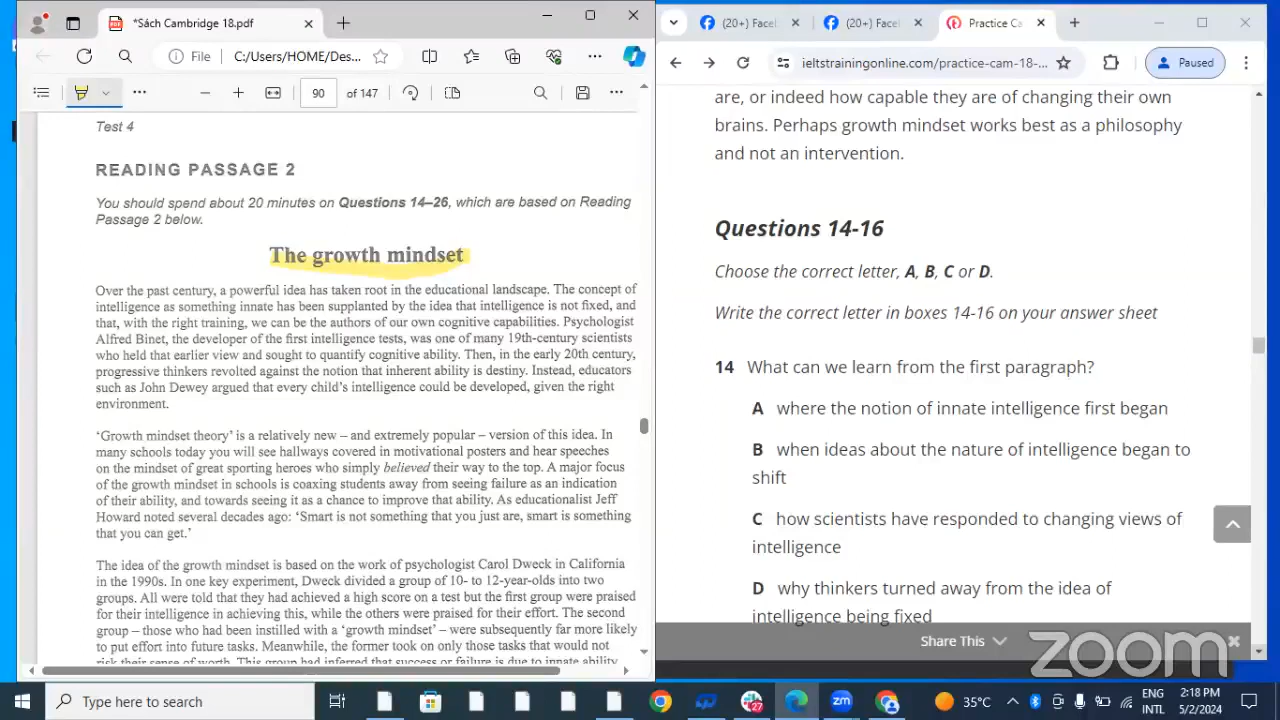 *Sách Cambridge 18.pdf
File
C:/Users/HOME/Des...
90
of 147
Test 4
READING PASSAGE 2
You should spend about 20 minutes on Questions 14–26, which are based on Reading
Passage 2 below.
The growth mindset
Over the past century, a powerful idea has taken root in the educational landscape. The concept of
intelligence as something innate has been supplanted by the idea that intelligence is not fixed, and
that, with the right training, we can be the authors of our own cognitive capabilities. Psychologist
Alfred Binet, the developer of the first intelligence tests, was one of many 19th-century scientists
who held that earlier view and sought to quantify cognitive ability. Then, in the early 20th century,
progressive thinkers revolted against the notion that inherent ability is destiny. Instead, educators
such as John Dewey argued that every child's intelligence could be developed, given the right
environment.
'Growth mindset theory' is a relatively new – and extremely popular – version of this idea. In
many schools today you will see hallways covered in motivational posters and hear speeches
on the mindset of great sporting heroes who simply believed their way to the top. A major focus
of the growth mindset in schools is coaxing students away from seeing failure as an indication
of their ability, and towards seeing it as a chance to improve that ability. As educationalist Jeff
Howard noted several decades ago: 'Smart is not something that you just are, smart is something
that you can get.'
The idea of the growth mindset is based on the work of psychologist Carol Dweck in California
in the 1990s. In one key experiment, Dweck divided a group of 10- to 12-year-olds into two
groups. All were told that they had achieved a high score on a test but the first group were praised
for their intelligence in achieving this, while the others were praised for their effort. The second
group – those who had been instilled with a 'growth mindset' – were subsequently far more likely
to put effort into future tasks. Meanwhile, the former took on only those tasks that would not
risk their sense of worth. This group had inferred that success or failure is due to innate ability
(20+) Facel
(20+) Facel
Practice Ca
ieltstrainingonline.com/practice-cam-18-...
Paused
are, or indeed how capable they are of changing their own
brains. Perhaps growth mindset works best as a philosophy
and not an intervention.
Questions 14-16
Choose the correct letter, A, B, C or D.
Write the correct letter in boxes 14-16 on your answer sheet
14 What can we learn from the first paragraph?
A where the notion of innate intelligence first began
B when ideas about the nature of intelligence began to
shift
C how scientists have responded to changing views of
intelligence
D why thinkers turned away from the idea of
intelligence being fixed
Share This
zoom
Type here to search
27
zm
35°C
ENG
INTL
2:18 PM
5/2/2024